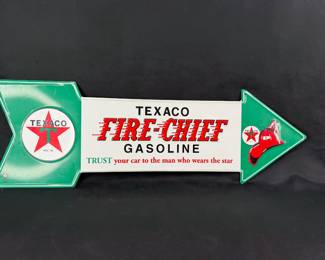 TEXACO
T
TEXACO
FIRE-CHIEF
GASOLINE
TRUST your car to the man who wears the star